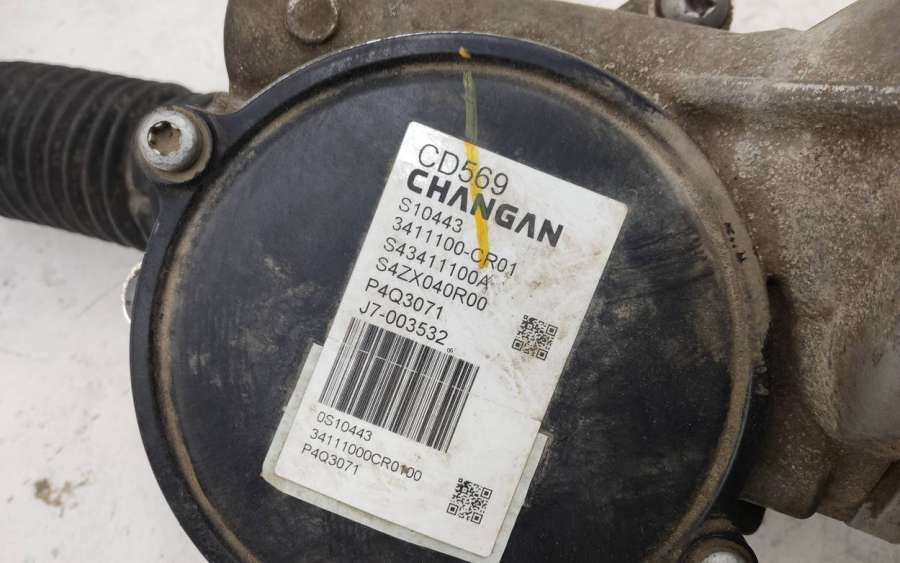 CD569
CHANGAN
S10443
3411100-CR01
S43411100A
S4ZX040R00
P4Q3071
J7-003532
0S10443
34111000CR0100
P4Q3071